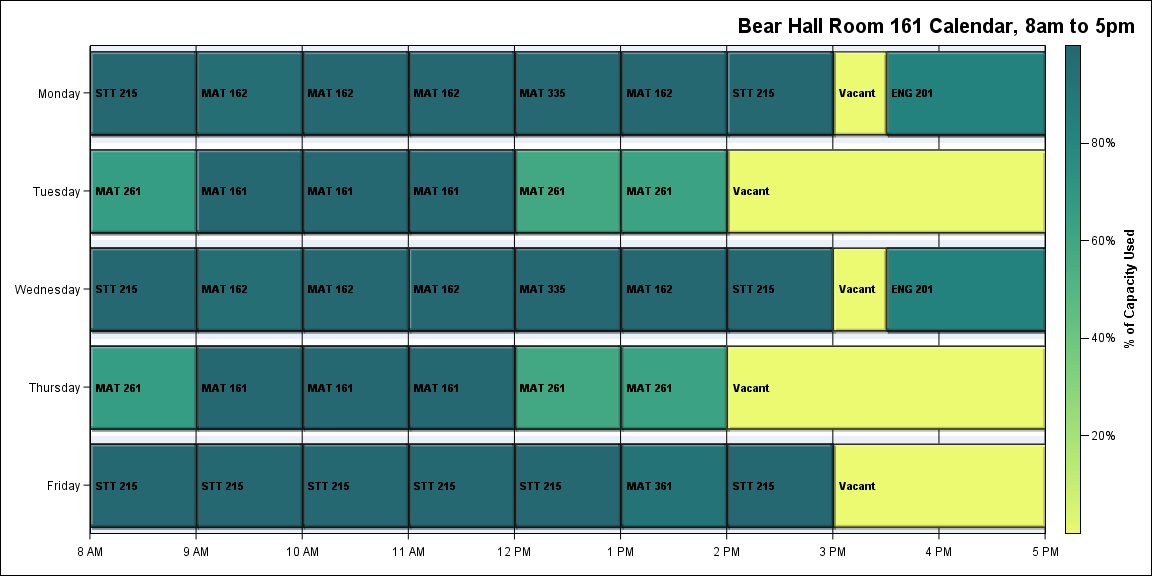 Bear Hall Room 161 Calendar, 8am to 5pm
Monday
STT 215
MAT 162
MAT 162
MAT 162
MAT 335
MAT 162
STT 215
Vacant
ENG 201
Tuesday
MAT 261
MAT 161
MAT 161
MAT 161
MAT 261
MAT 261
Vacant
Wednesday
STT 215
MAT 162
MAT 162
MAT 162
MAT 335
MAT 162
STT 215
Vacant
ENG 201
Thursday
MAT 261
MAT 161
MAT 161
MAT 161
MAT 261
MAT 261
Vacant
Friday
STT 215
STT 215
STT 215
STT 215
STT 215
MAT 361
STT 215
Vacant
8 AM
9 AM
10 AM
11 AM
12 PM
1 PM
2 PM
3 PM
4 PM
5 PM
80%
60%
40%
20%
% of Capacity Used